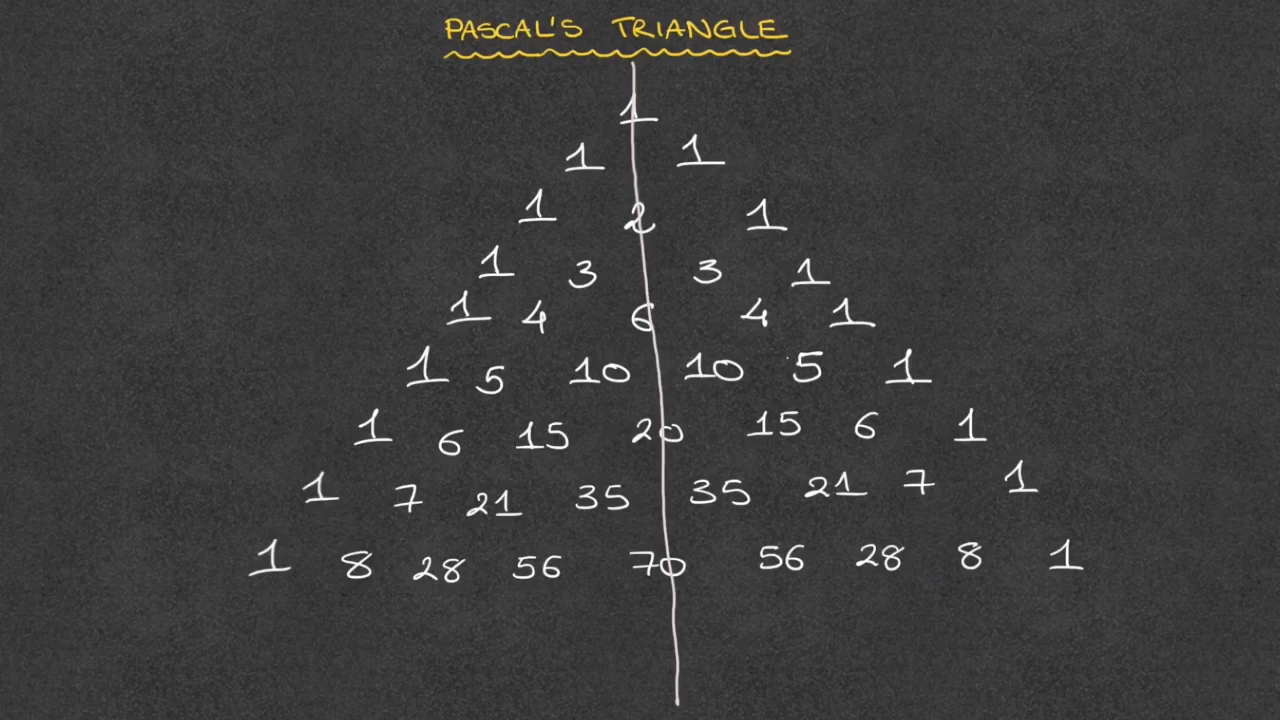 PASCAL'S TRIANGLE
1
1 1
1 2 1
1 3 3 1
1 4 6 4 1
1 5 10 10 5 1
1 6 15 20 15 6 1
1 7 21 35 35 21 7 1
1 8 28 56 70 56 28 8 1